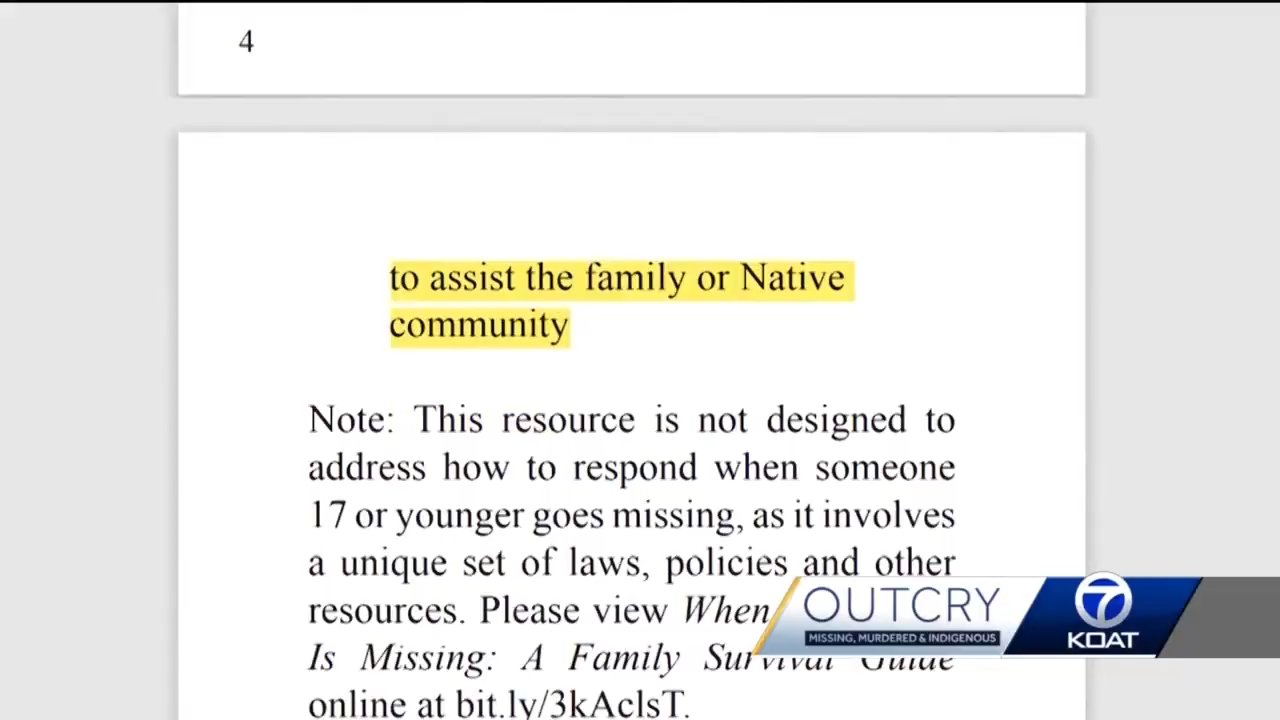 4
to assist the family or Native
community
Note: This resource is not designed to
address how to respond when someone
17 or younger goes missing, as it involves
a unique set of laws, policies and other
resources. Please view When
Is Missing: A Family Survival Guide
online at bit.ly/3kAclsT.
OUTCRY
MISSING, MURDERED & INDIGENOUS
7
KOAT